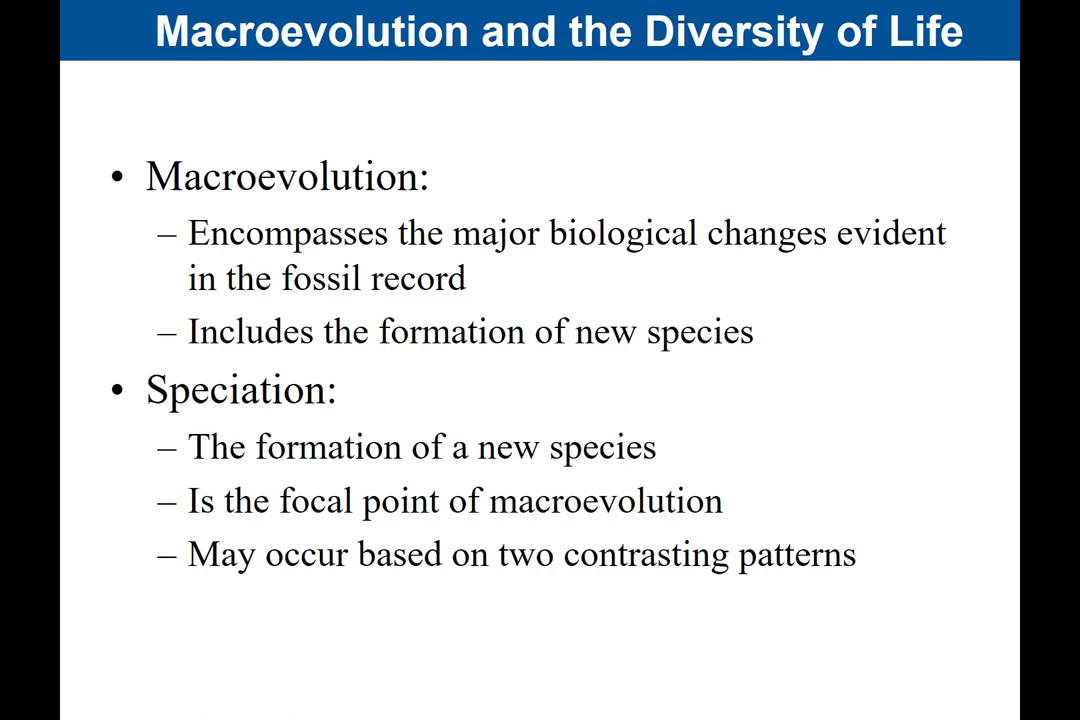 Macroevolution and the Diversity of Life
• Macroevolution:
– Encompasses the major biological changes evident
in the fossil record
– Includes the formation of new species
• Speciation:
– The formation of a new species
– Is the focal point of macroevolution
– May occur based on two contrasting patterns